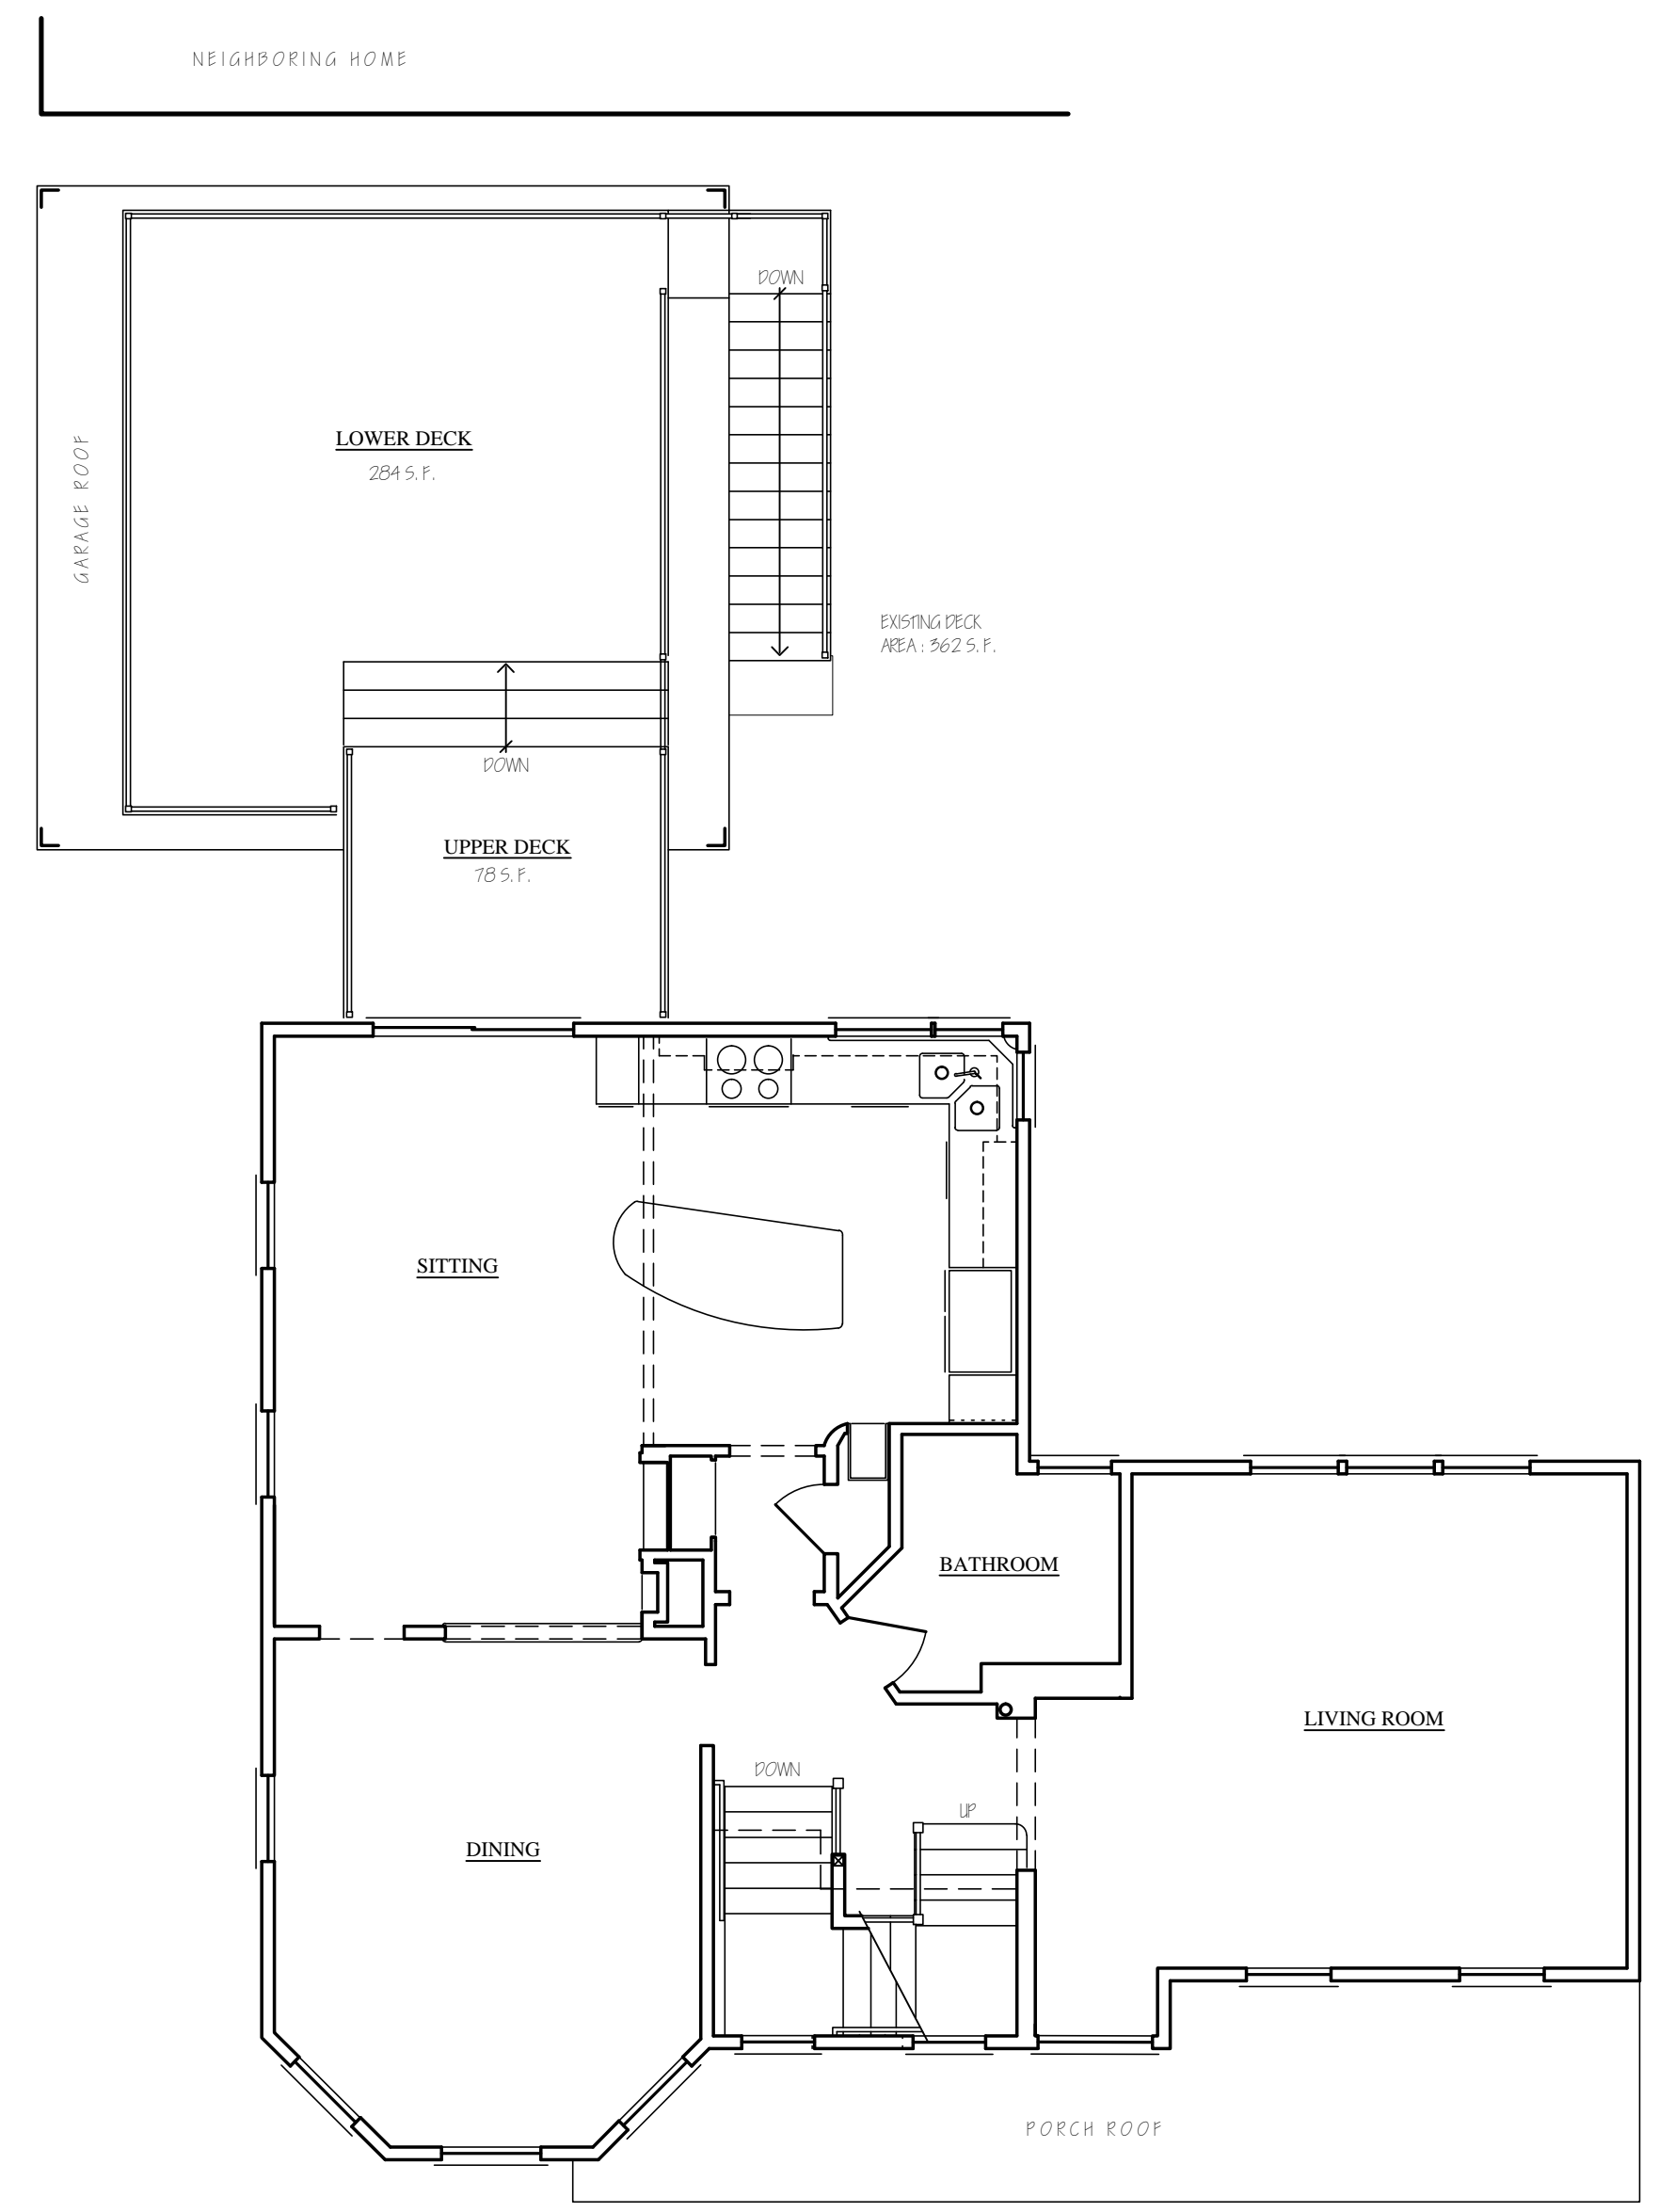 NEIGHBORING HOME
DOWN
LOWER DECK
284 S. F.
GARAGE ROOF
EXISTING DECK
AREA : 362 S. F.
DOWN
UPPER DECK
78 S. F.
SITTING
BATHROOM
LIVING ROOM
DOWN
UP
DINING
PORCH ROOF